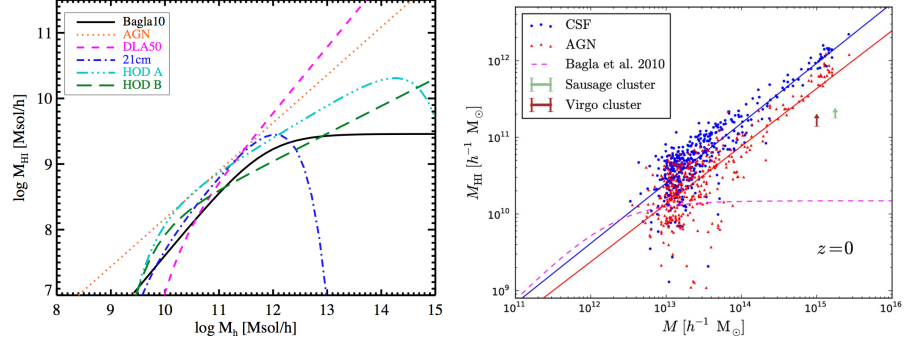 Bagla10
AGN
DLA50
21cm
HOD A
HOD B
log M_HI [Msol/h]
11
10
9
8
7
8 9 10 11 12 13 14 15
log M_h [Msol/h]
CSF
AGN
Bagla et al. 2010
Sausage cluster
Virgo cluster
M_HI [h^-1 M_⊙]
10^12
10^11
10^10
10^9
z=0
10^11 10^12 10^13 10^14 10^15 10^16
M [h^-1 M_⊙]